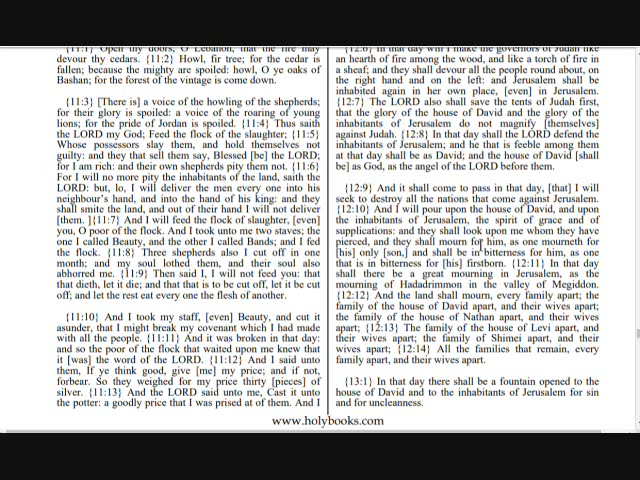 {11:1} Open thy doors, O Lebanon, that the fire may
devour thy cedars. {11:2} Howl, fir tree; for the cedar is
fallen; because the mighty are spoiled: howl, O ye oaks of
Bashan; for the forest of the vintage is come down.
{11:3} [There is] a voice of the howling of the shepherds;
for their glory is spoiled: a voice of the roaring of young
lions; for the pride of Jordan is spoiled. {11:4} Thus saith
the LORD my God; Feed the flock of the slaughter; {11:5}
Whose possessors slay them, and hold themselves not
guilty: and they that sell them say, Blessed [be] the LORD;
for I am rich: and their own shepherds pity them not. {11:6}
For I will no more pity the inhabitants of the land, saith the
LORD: but, lo, I will deliver the men every one into his
neighbour's hand, and into the hand of his king: and they
shall smite the land, and out of their hand I will not deliver
[them. ]{11:7} And I will feed the flock of slaughter, [even]
you, O poor of the flock. And I took unto me two staves; the
one I called Beauty, and the other I called Bands; and I fed
the flock. {11:8} Three shepherds also I cut off in one
month; and my soul lothed them, and their soul also
abhorred me. {11:9} Then said I, I will not feed you: that
that dieth, let it die; and that that is to be cut off, let it be cut
off; and let the rest eat every one the flesh of another.
{11:10} And I took my staff, [even] Beauty, and cut it
asunder, that I might break my covenant which I had made
with all the people. {11:11} And it was broken in that day:
and so the poor of the flock that waited upon me knew that
it [was] the word of the LORD. {11:12} And I said unto
them, If ye think good, give [me] my price; and if not,
forbear. So they weighed for my price thirty [pieces] of
silver. {11:13} And the LORD said unto me, Cast it unto
the potter: a goodly price that I was prised at of them. And I
{12:6} In that day will I make the governors of Judah like
an hearth of fire among the wood, and like a torch of fire in
a sheaf; and they shall devour all the people round about, on
the right hand and on the left: and Jerusalem shall be
inhabited again in her own place, [even] in Jerusalem.
{12:7} The LORD also shall save the tents of Judah first,
that the glory of the house of David and the glory of the
inhabitants of Jerusalem do not magnify [themselves]
against Judah. {12:8} In that day shall the LORD defend the
inhabitants of Jerusalem; and he that is feeble among them
at that day shall be as David; and the house of David [shall
be] as God, as the angel of the LORD before them.
{12:9} And it shall come to pass in that day, [that] I will
seek to destroy all the nations that come against Jerusalem.
{12:10} And I will pour upon the house of David, and upon
the inhabitants of Jerusalem, the spirit of grace and of
supplications: and they shall look upon me whom they have
pierced, and they shall mourn for him, as one mourneth for
[his] only [son,] and shall be in bitterness for him, as one
that is in bitterness for [his] firstborn. {12:11} In that day
shall there be a great mourning in Jerusalem, as the
mourning of Hadadrimmon in the valley of Megiddon.
{12:12} And the land shall mourn, every family apart; the
family of the house of David apart, and their wives apart;
the family of the house of Nathan apart, and their wives
apart; {12:13} The family of the house of Levi apart, and
their wives apart; the family of Shimei apart, and their
wives apart; {12:14} All the families that remain, every
family apart, and their wives apart.
{13:1} In that day there shall be a fountain opened to the
house of David and to the inhabitants of Jerusalem for sin
and for uncleanness.
www.holybooks.com